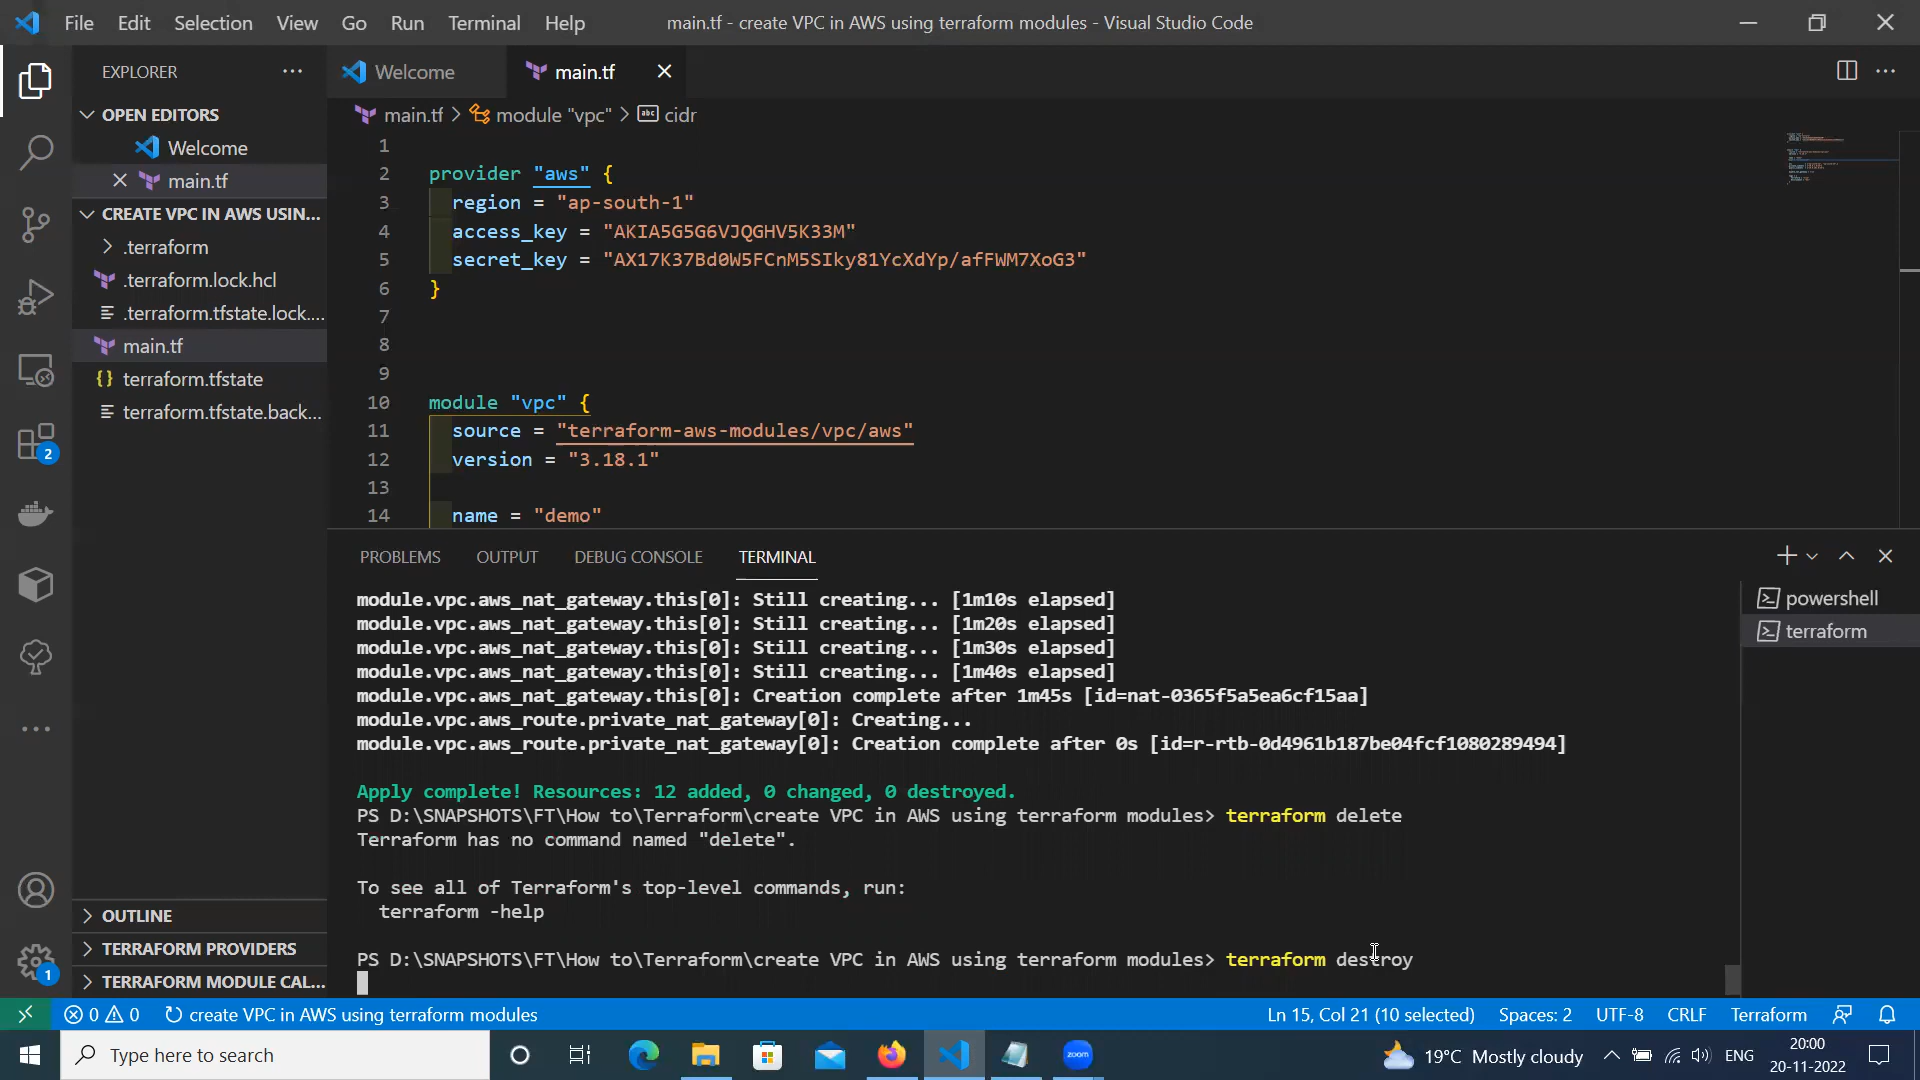 File Edit Selection View Go Run Terminal Help
main.tf - create VPC in AWS using terraform modules - Visual Studio Code
EXPLORER
OPEN EDITORS
Welcome
main.tf
CREATE VPC IN AWS USIN...
.terraform
.terraform.lock.hcl
.terraform.tfstate.lock....
main.tf
terraform.tfstate
terraform.tfstate.back...
OUTLINE
TERRAFORM PROVIDERS
TERRAFORM MODULE CAL...
2
1
Welcome
main.tf
main.tf > module "vpc" > abc cidr
1
2 provider "aws" {
3 region = "ap-south-1"
4 access_key = "AKIA5G5G6VJQGHV5K33M"
5 secret_key = "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"
6 }
7
8
9
10 module "vpc" {
11 source = "terraform-aws-modules/vpc/aws"
12 version = "3.18.1"
13
14 name = "demo"
PROBLEMS OUTPUT DEBUG CONSOLE TERMINAL
module.vpc.aws_nat_gateway.this[0]: Still creating... [1m10s elapsed]
module.vpc.aws_nat_gateway.this[0]: Still creating... [1m20s elapsed]
module.vpc.aws_nat_gateway.this[0]: Still creating... [1m30s elapsed]
module.vpc.aws_nat_gateway.this[0]: Still creating... [1m40s elapsed]
module.vpc.aws_nat_gateway.this[0]: Creation complete after 1m45s [id=nat-0365f5a5ea6cf15aa]
module.vpc.aws_route.private_nat_gateway[0]: Creating...
module.vpc.aws_route.private_nat_gateway[0]: Creation complete after 0s [id=r-rtb-0d4961b187be04fcf1080289494]
Apply complete! Resources: 12 added, 0 changed, 0 destroyed.
PS D:\SNAPSHOTS\FT\How to\Terraform\create VPC in AWS using terraform modules> terraform delete
Terraform has no command named "delete".
To see all of Terraform's top-level commands, run:
terraform -help
PS D:\SNAPSHOTS\FT\How to\Terraform\create VPC in AWS using terraform modules> terraform destroy
powershell
terraform
0 0 create VPC in AWS using terraform modules
Ln 15, Col 21 (10 selected) Spaces: 2 UTF-8 CRLF Terraform
Type here to search
zoom
19°C Mostly cloudy
ENG
20:00
20-11-2022